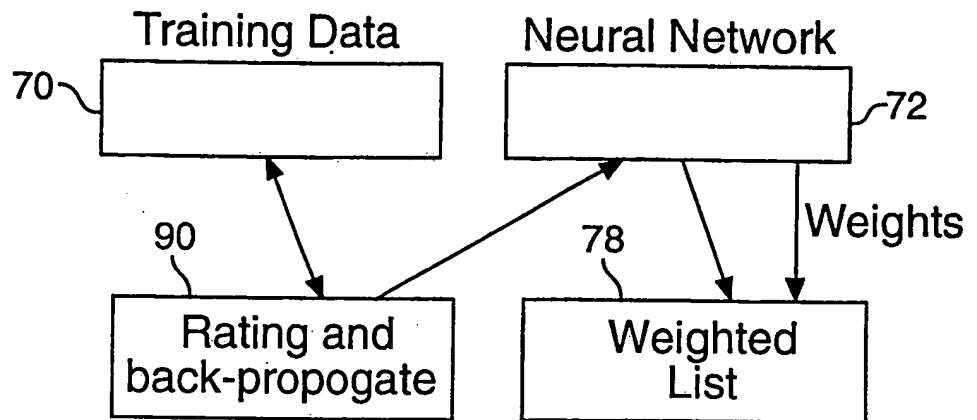 Training Data
Neural Network
70
72
Weights
90
78
Rating and
back-propogate
Weighted
List